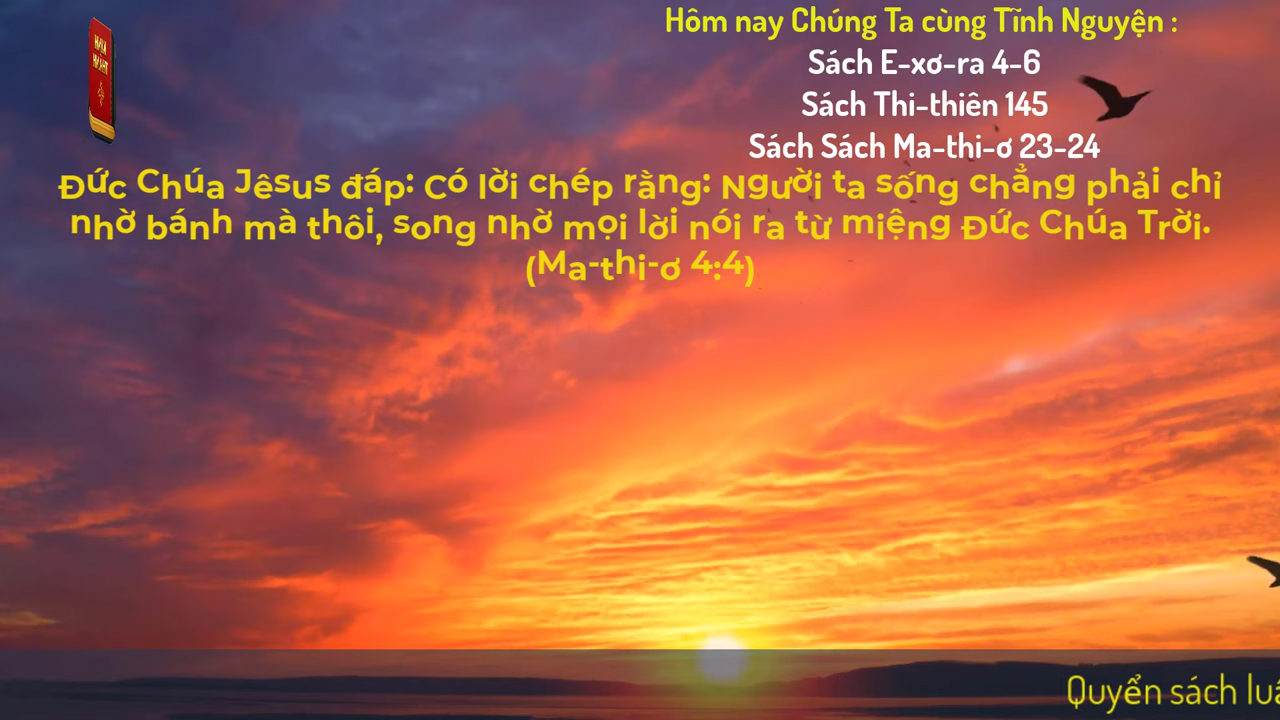 Hôm nay Chúng Ta cùng Tĩnh Nguyện :
Sách E-xơ-ra 4-6
Sách Thi-thiên 145
Sách Sách Ma-thi-ơ 23-24
Đức Chúa Jêsus đáp: Có lời chép rằng: Người ta sống chẳng phải chỉ
nhờ bánh mà thôi, song nhờ mọi lời nói ra từ miệng Đức Chúa Trời.
(Ma-thi-ơ 4:4)
Quyển sách